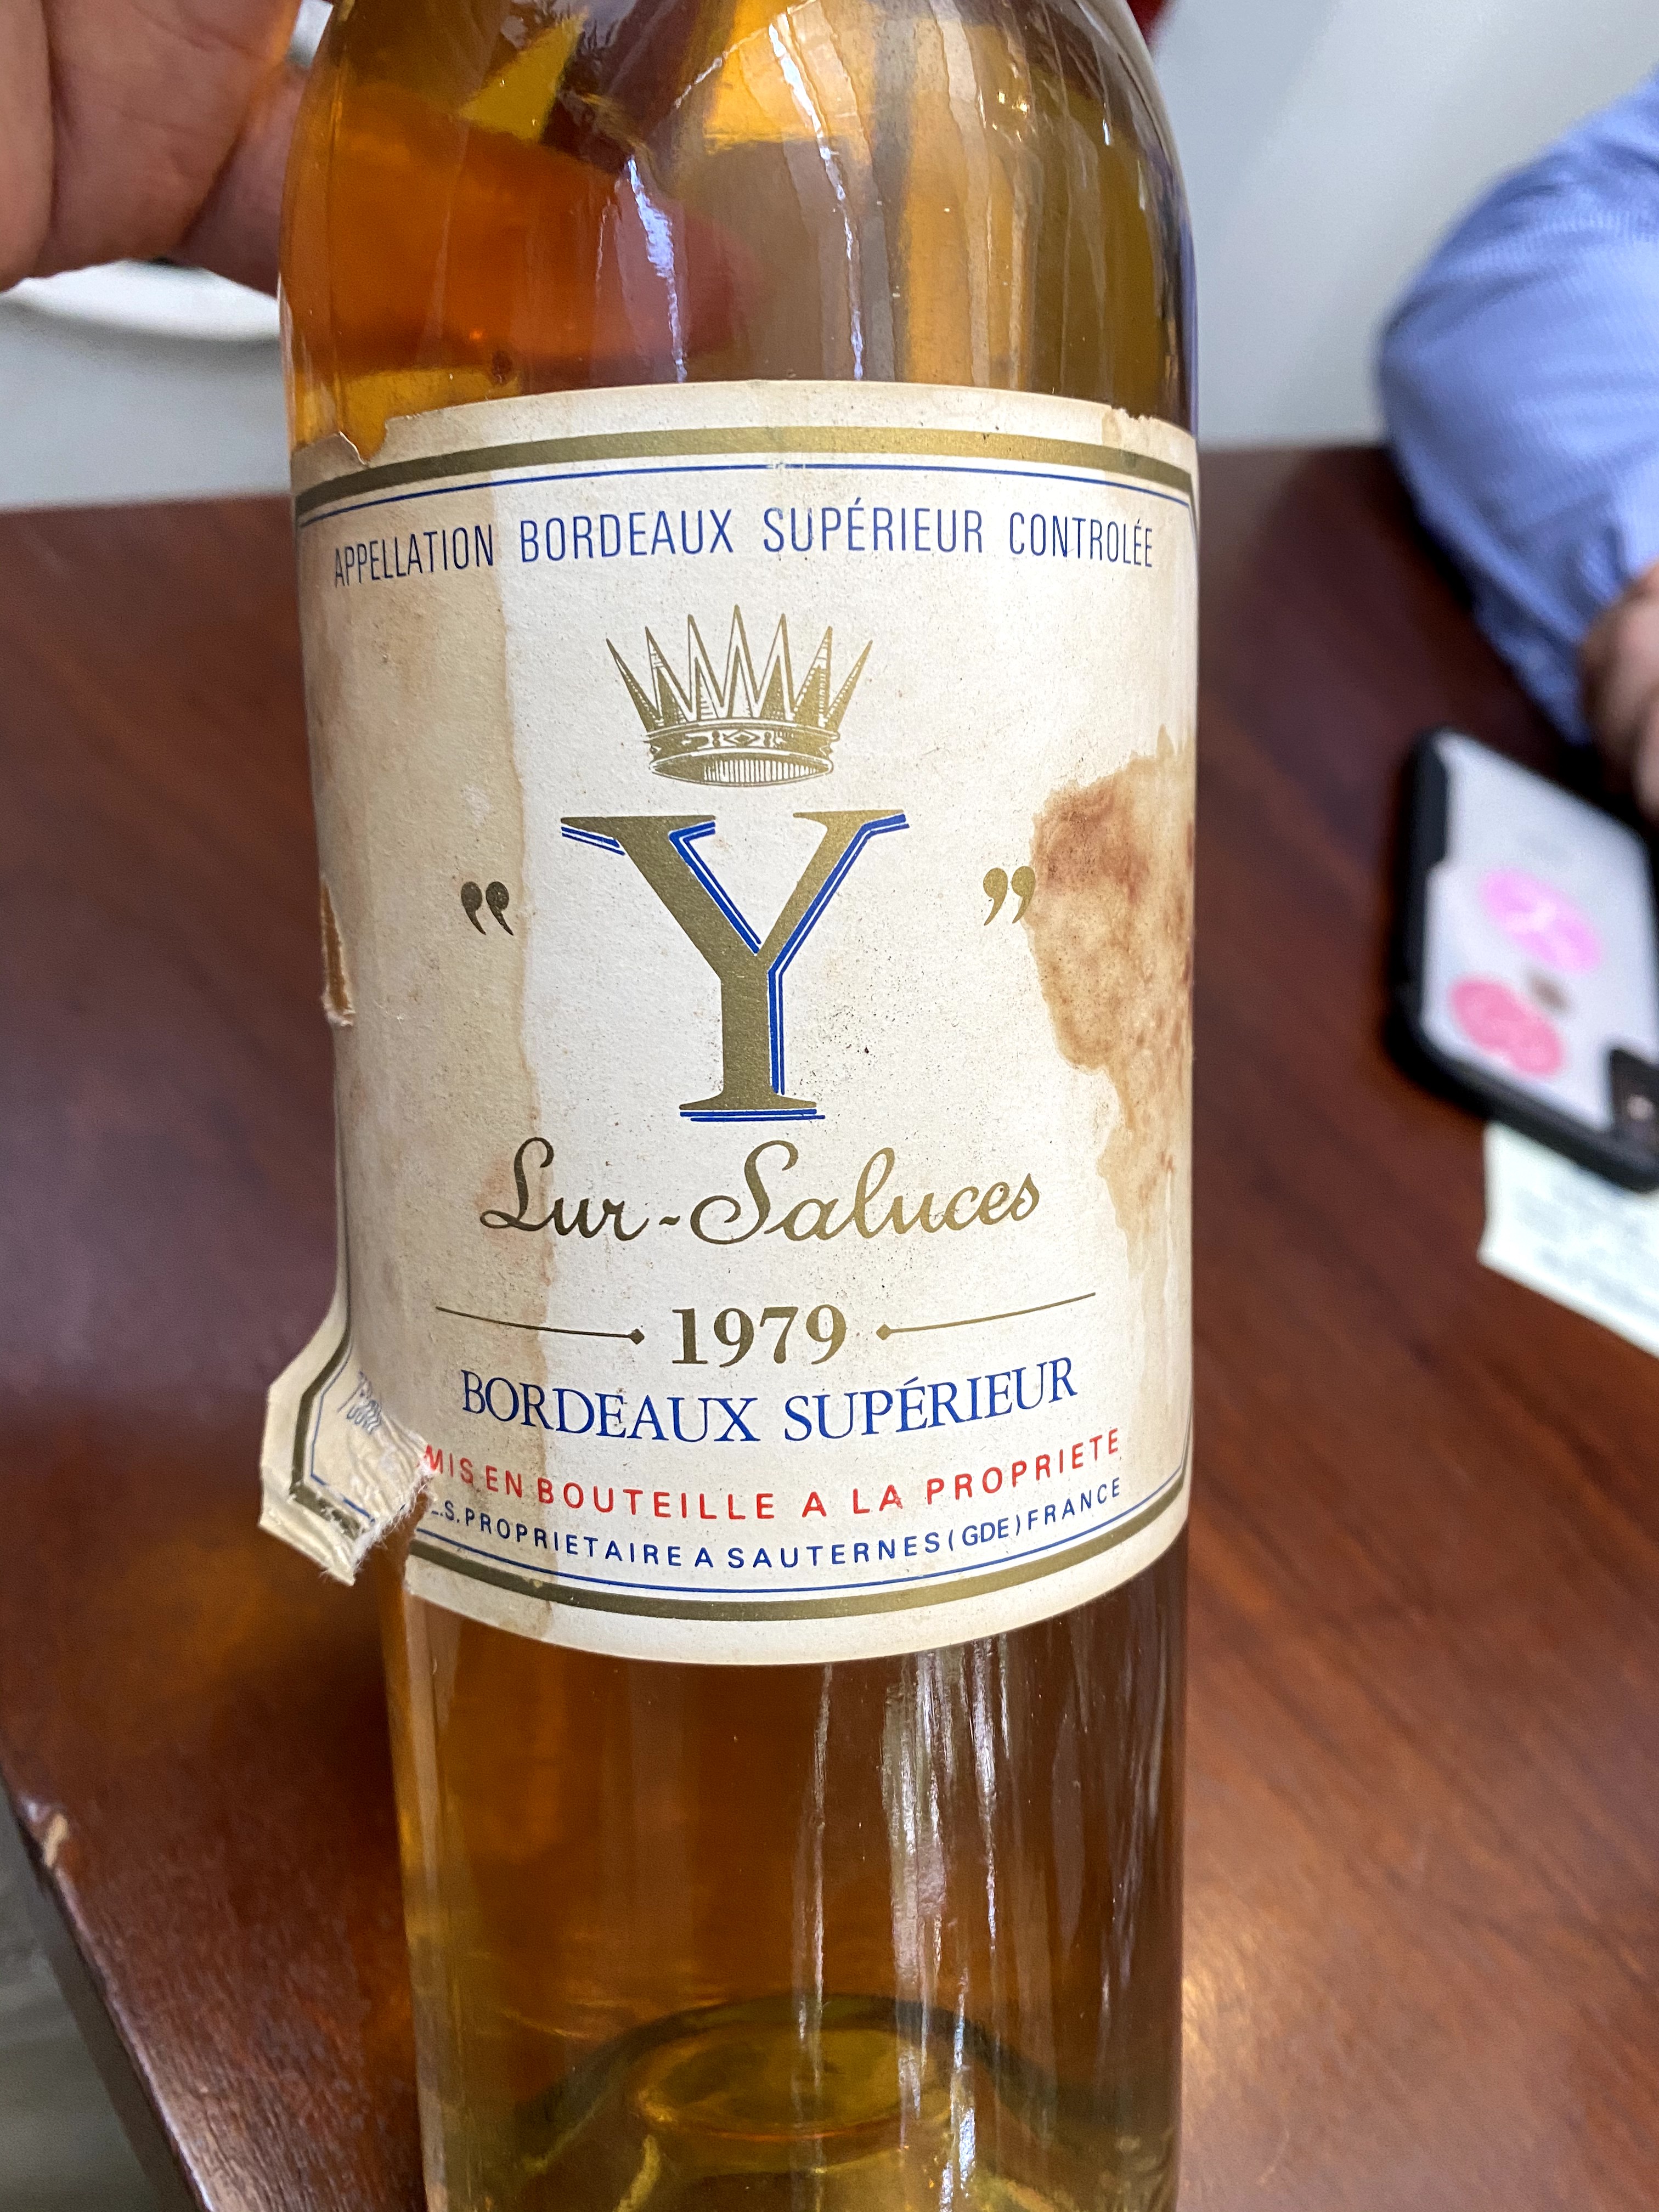 APPELLATION BORDEAUX SUPÉRIEUR CONTROLÉE
"Y"
Lur-Saluces
1979
BORDEAUX SUPÉRIEUR
MIS EN BOUTEILLE A LA PROPRIETE
.S. PROPRIETAIRE A SAUTERNES (GDE) FRANCE